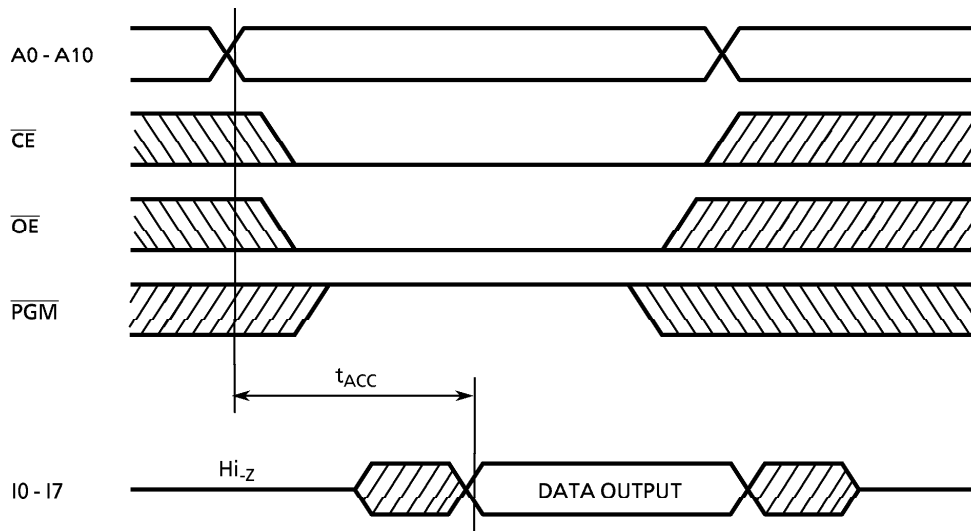 A0 - A10
CE
OE
PGM
tACC
Hi-Z
I0 - I7
DATA OUTPUT